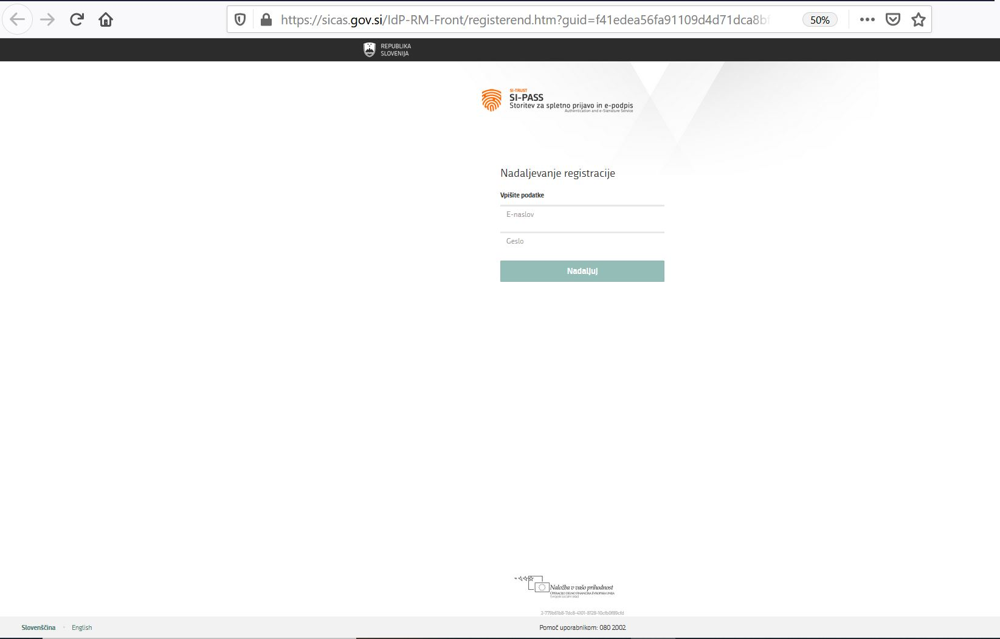 https://sicas.gov.si/IdP-RM-Front/registerend.htm?guid=f41edea56fa91109d4d71dca8bf
50%
REPUBLIKA
SLOVENIJA
SI-TRUST
SI-PASS
Storitev za spletno prijavo in e-podpis
Authentication and e-Signature Service
Nadaljevanje registracije
Vpišite podatke
E-naslov
Geslo
Nadaljuj
Naložba v vašo prihodnost
OPERACIJO DELNO FINANCIRA EVROPSKA UNIJA
Evropski socialni sklad
3-779b61b8-7dc8-4101-8128-10cfb0f89cfd
Slovenščina
English
Pomoč uporabnikom: 080 2002